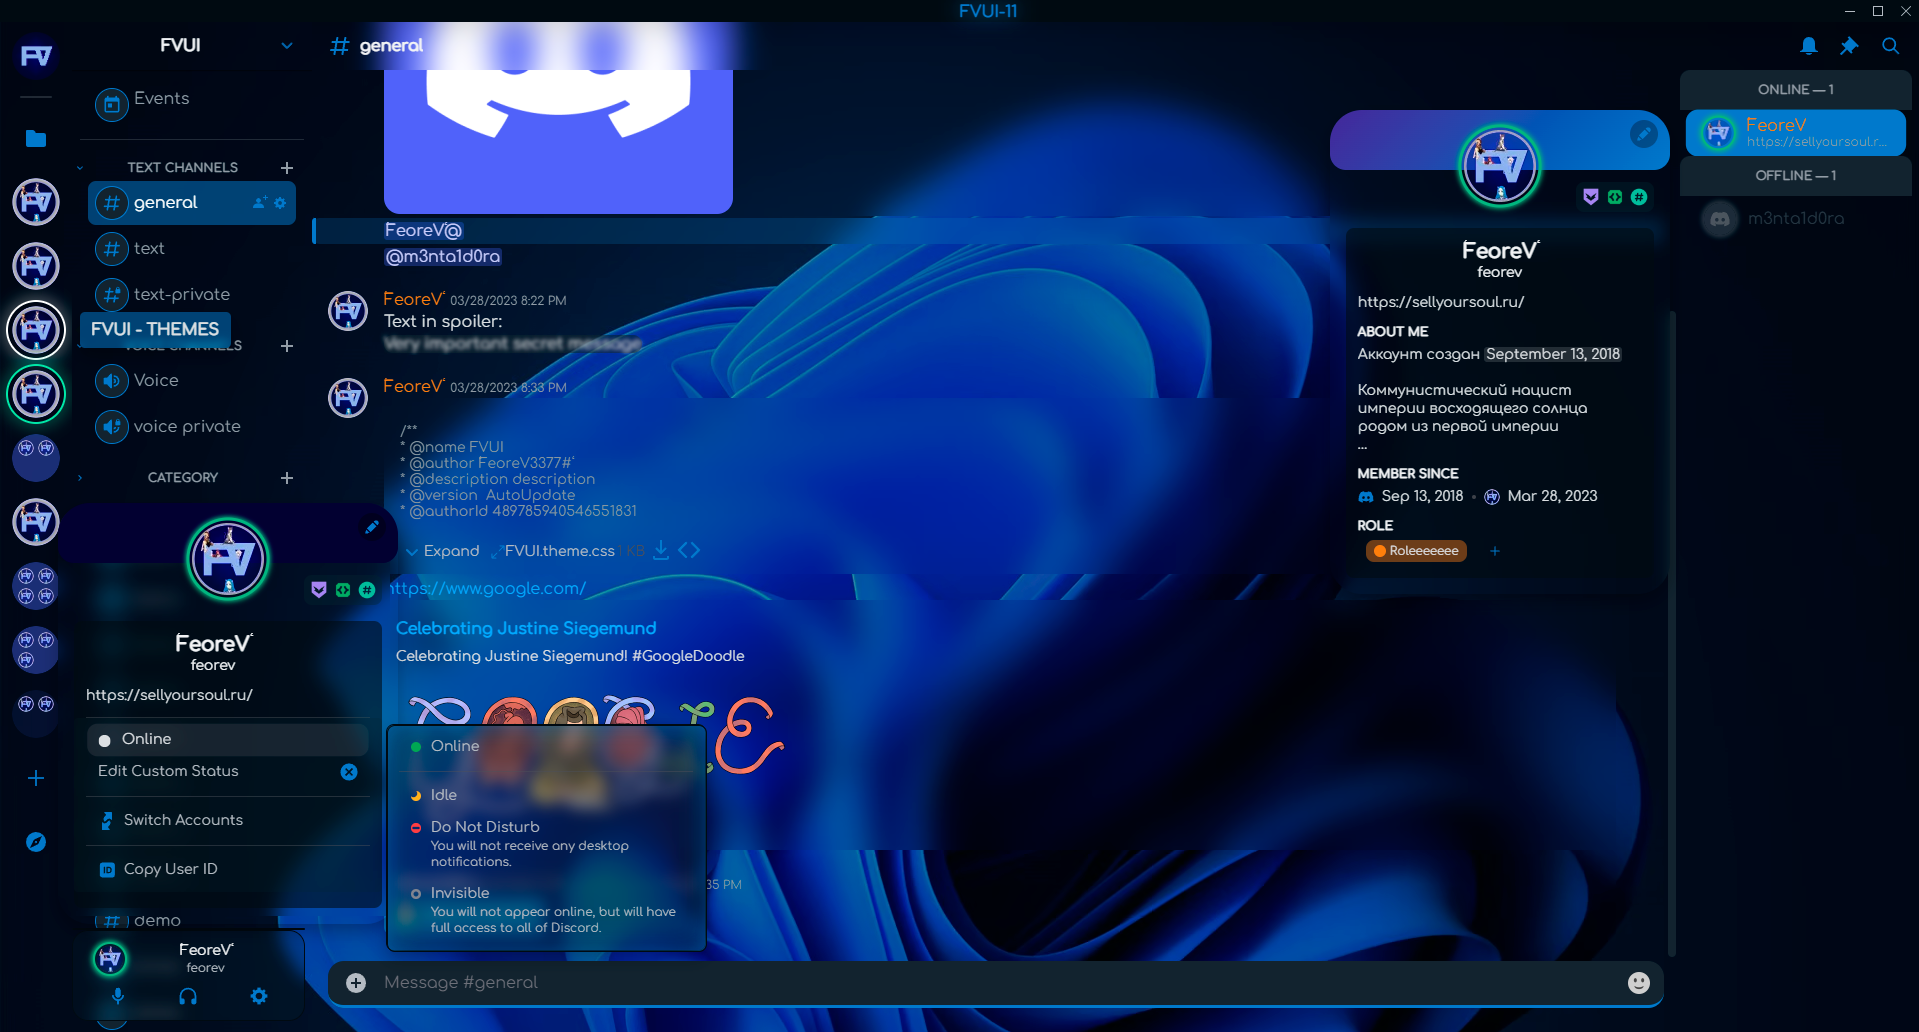 FVUI-11
FVUI
general
Events
TEXT CHANNELS
general
text
text-private
FVUI - THEMES
VOICE CHANNELS
Voice
voice private
CATEGORY
FeoreV
feorev
https://sellyoursoul.ru/
Online
Edit Custom Status
Switch Accounts
Copy User ID
demo
FeoreV
feorev
FeoreV@
@m3nta1d0ra
FeoreV 03/28/2023 8:22 PM
Text in spoiler:
Very important secret message
FeoreV 03/28/2023 8:33 PM
/**
* @name FVUI
* @author FeoreV3377#
* @description description
* @version AutoUpdate
* @authorId 489785940546551831
Expand FVUI.theme.css 1 KB
https://www.google.com/
Celebrating Justine Siegemund
Celebrating Justine Siegemund! #GoogleDoodle
Online
Idle
Do Not Disturb
You will not receive any desktop
notifications.
Invisible
You will not appear online, but will have
full access to all of Discord.
35 PM
Message #general
FeoreV
feorev
https://sellyoursoul.ru/
ABOUT ME
Аккаунт создан September 13, 2018
Коммунистический нацист
империи восходящего солнца
родом из первой империи
...
MEMBER SINCE
Sep 13, 2018 • Mar 28, 2023
ROLE
Roleeeeeee
ONLINE — 1
FeoreV
https://sellyoursoul.r...
OFFLINE — 1
m3nta1d0ra